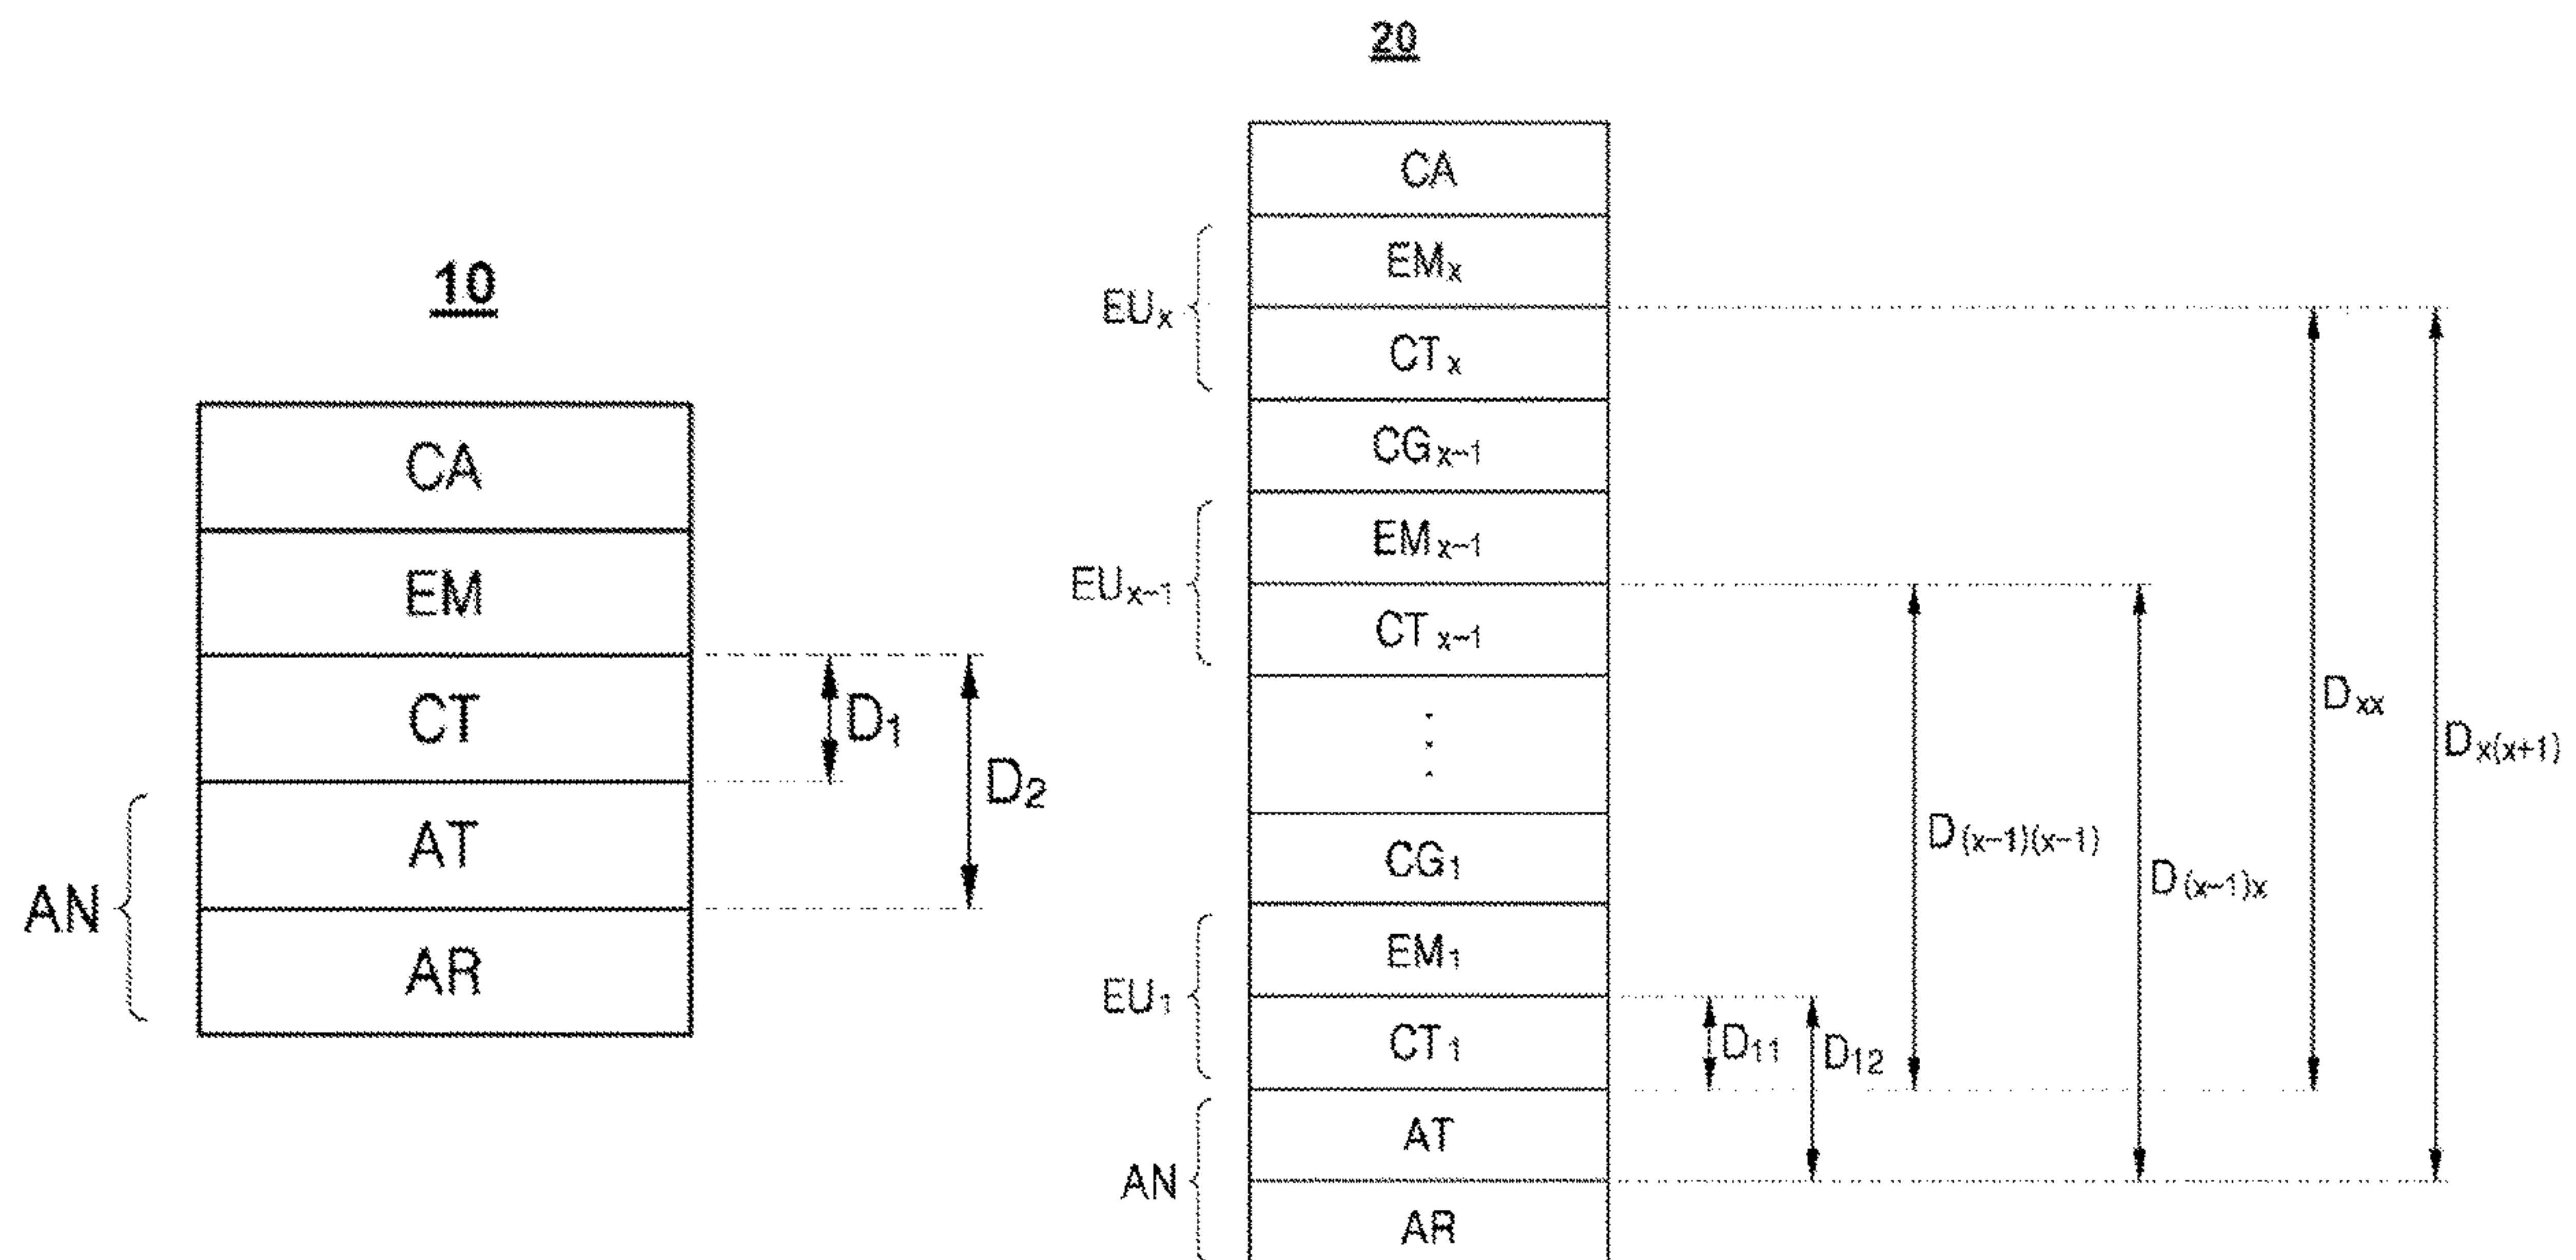 10
CA
EM
CT
AT
AR
AN
D1
D2
20
CA
EMx
CTx
CGx-1
EMx-1
CTx-1
CG1
EM1
CT1
AT
AR
EUx
EUx-1
EU1
AN
D11
D12
D(x-1)(x-1)
D(x-1)x
Dxx
Dx(x+1)